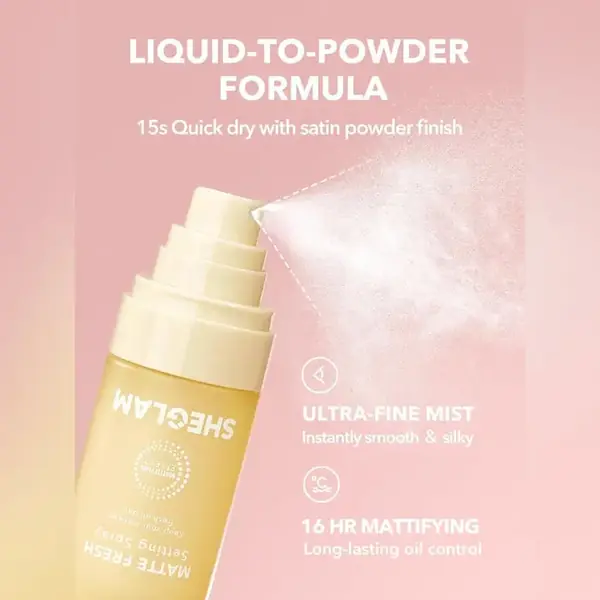 LIQUID-TO-POWDER
FORMULA
15s Quick dry with satin powder finish
SHEGLAM
MATTE FRESH
Setting Spray
°C
ULTRA-FINE MIST
Instantly smooth & silky
16 HR MATTIFYING
Long-lasting oil control